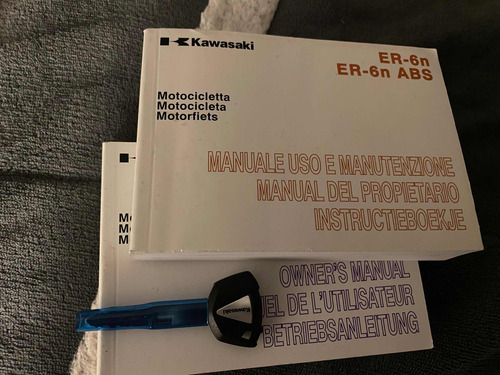 Kawasaki
ER-6n
ER-6n ABS
Motocicletta
Motocicleta
Motorfiets
MANUALE USO E MANUTENZIONE
MANUAL DEL PROPIETARIO
INSTRUCTIEBOEKJE
OWNER'S MANUAL
DE L'UTILISATEUR
BETRIEBSANLEITUNG
Kawasaki